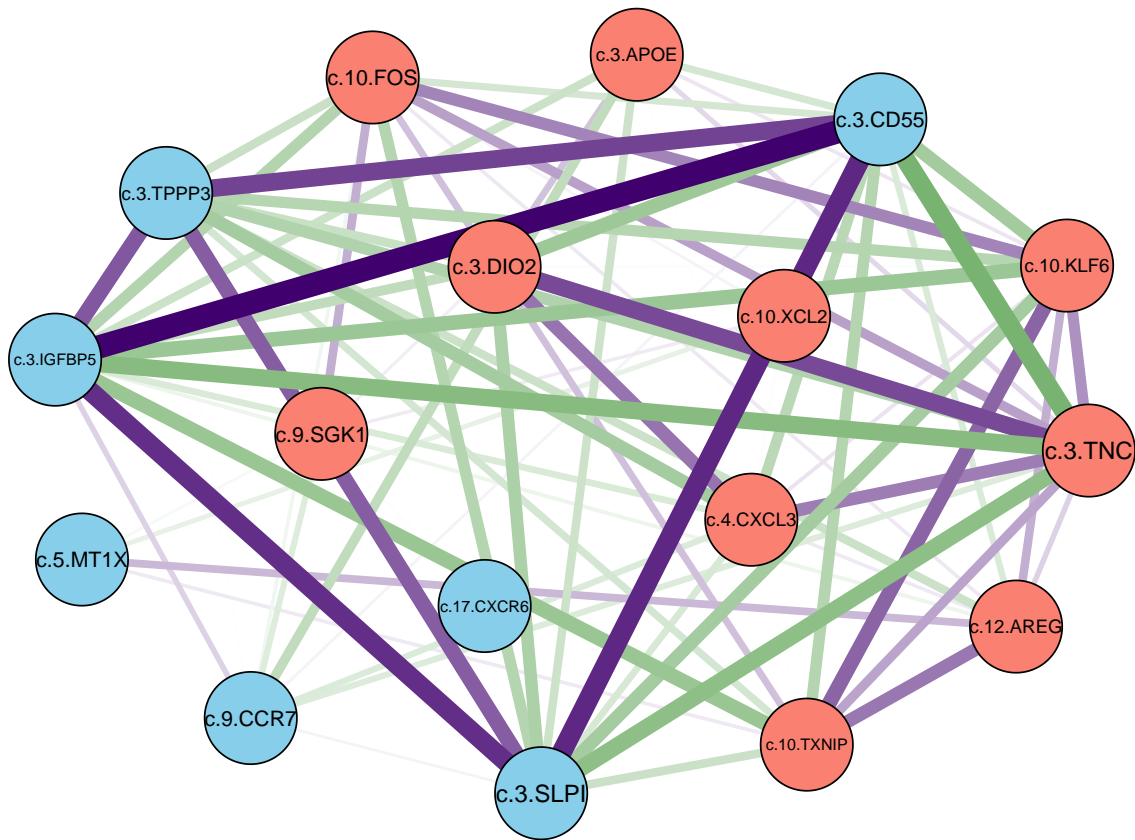 c.3.APOE
c.10.FOS
c.3.CD55
c.3.TPPP3
c.3.DIO2
c.10.KLF6
c.10.XCL2
c.3.IGFBP5
c.9.SGK1
c.3.TNC
c.4.CXCL3
c.5.MT1X
c.17.CXCR6
c.12.AREG
c.9.CCR7
c.10.TXNIP
c.3.SLPI